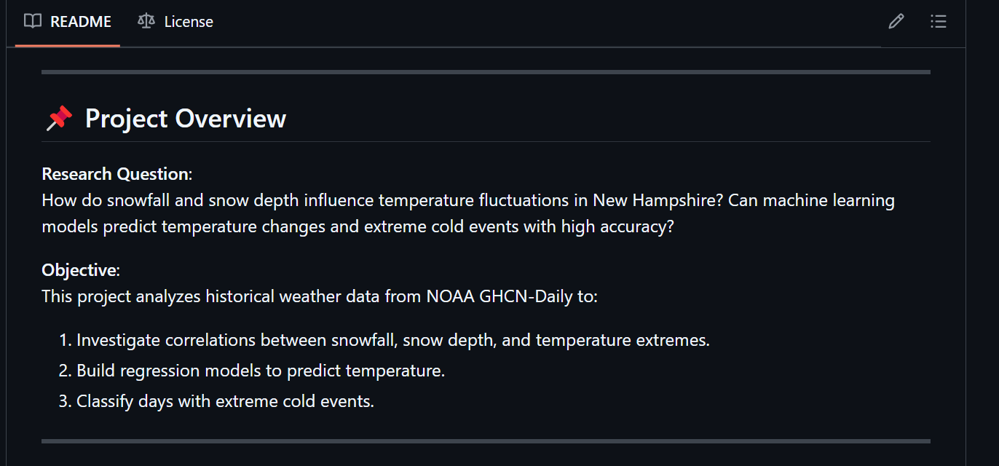 README
License
Project Overview
Research Question:
How do snowfall and snow depth influence temperature fluctuations in New Hampshire? Can machine learning
models predict temperature changes and extreme cold events with high accuracy?
Objective:
This project analyzes historical weather data from NOAA GHCN-Daily to:
1. Investigate correlations between snowfall, snow depth, and temperature extremes.
2. Build regression models to predict temperature.
3. Classify days with extreme cold events.